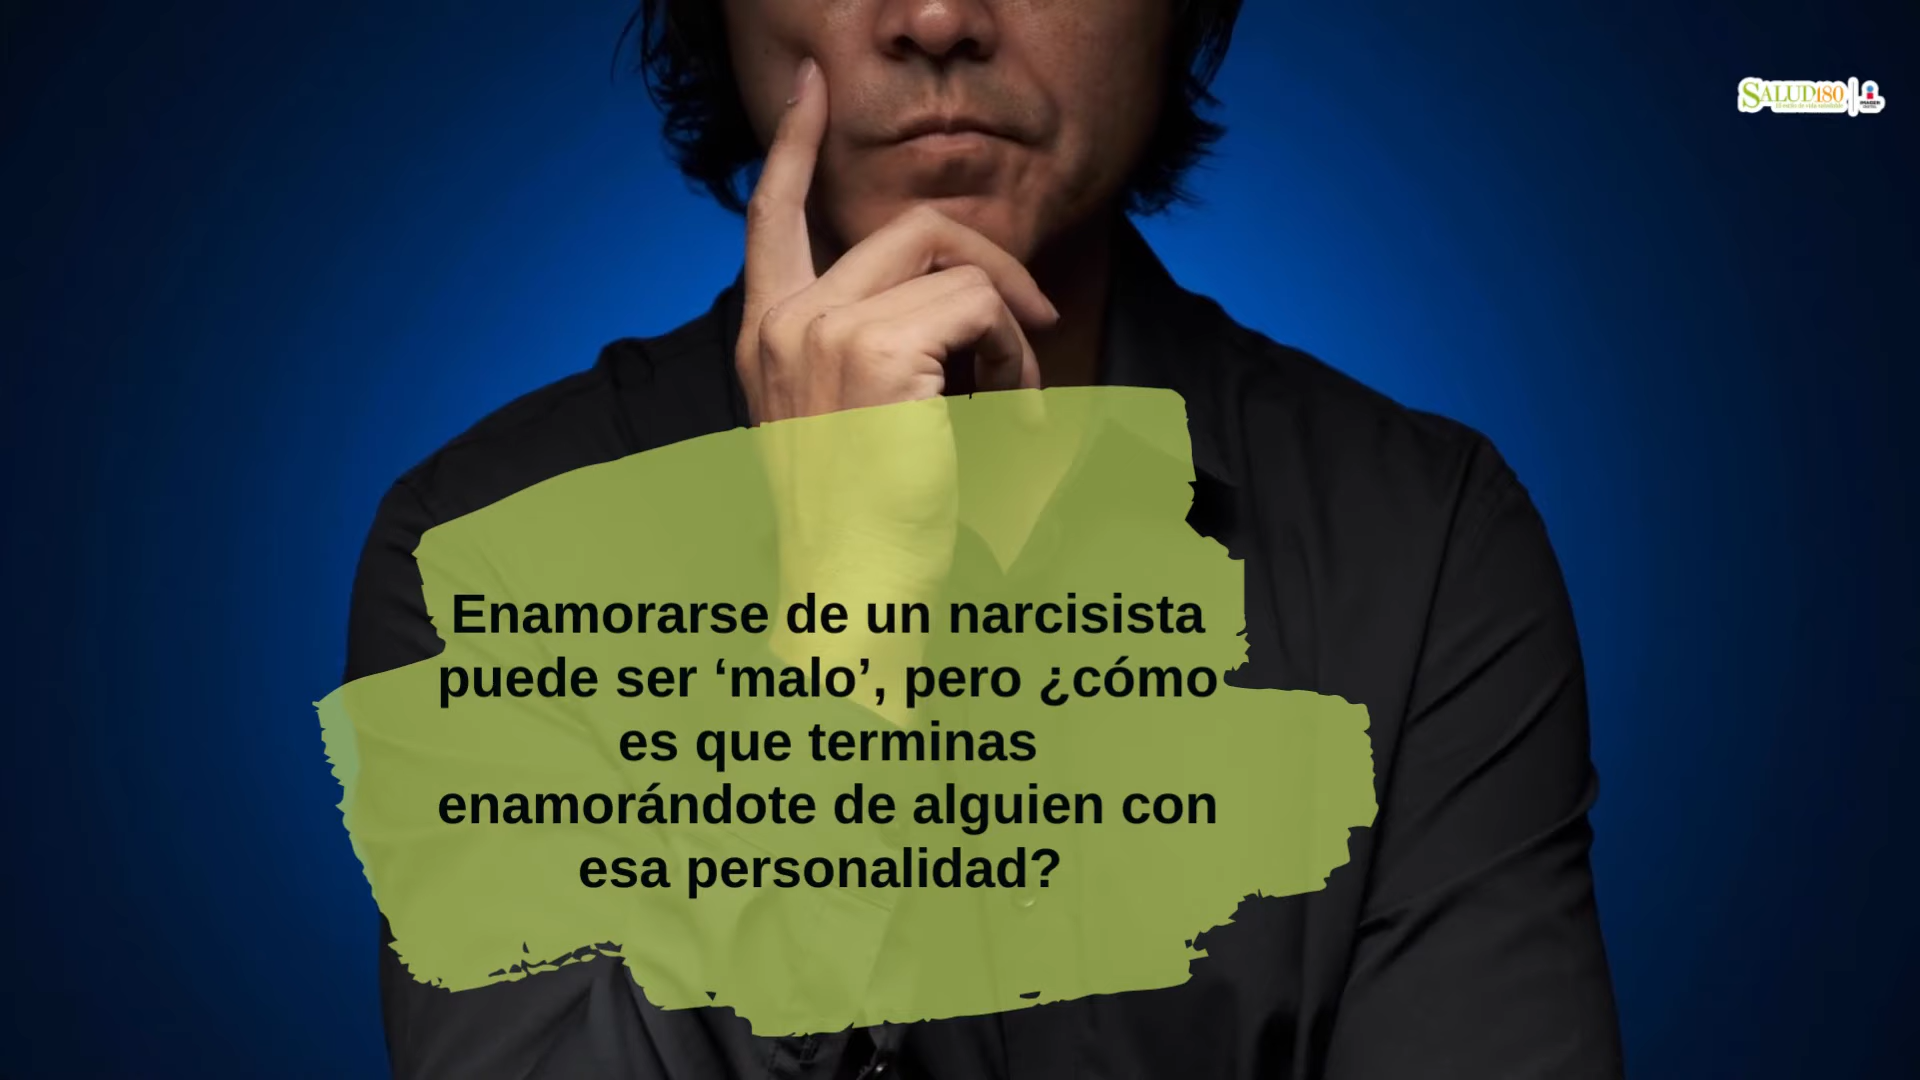 SALUD180
Enamorarse de un narcisista
puede ser ‘malo’, pero ¿cómo
es que terminas
enamorándote de alguien con
esa personalidad?